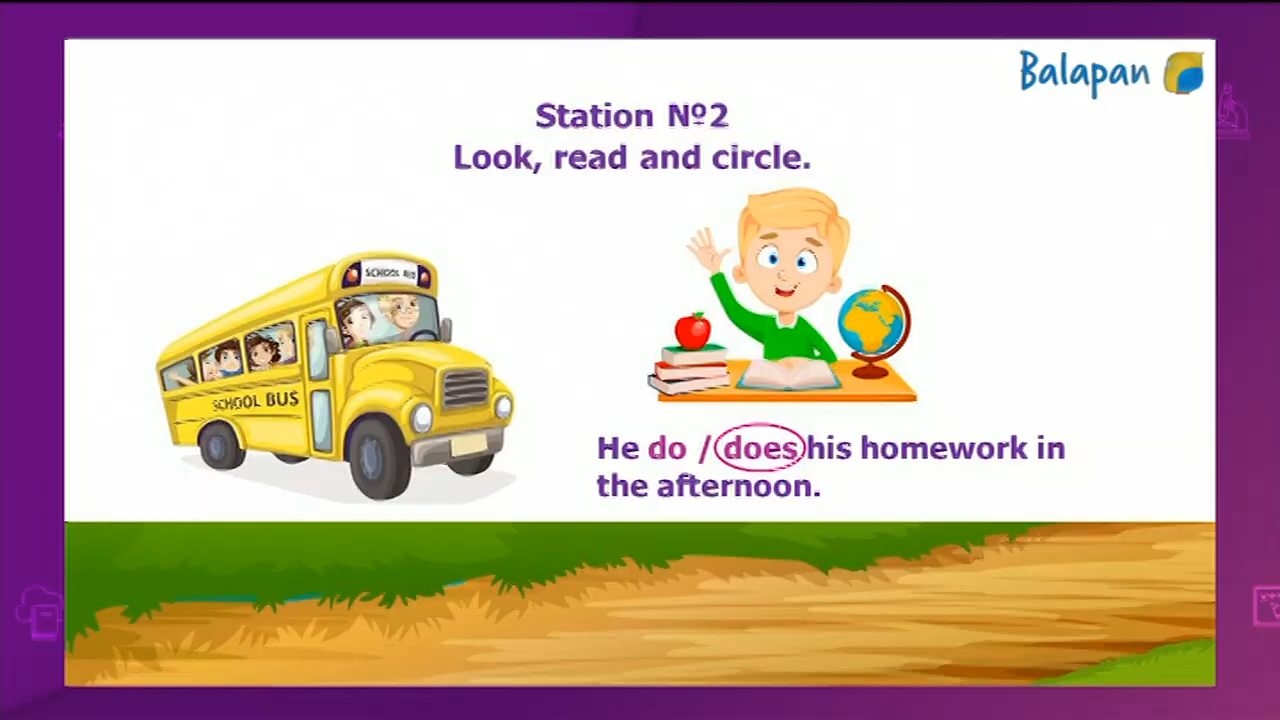 Balapan
Station №2
Look, read and circle.
SCHOOL BUS
SCHOOL BUS
He do / does his homework in
the afternoon.